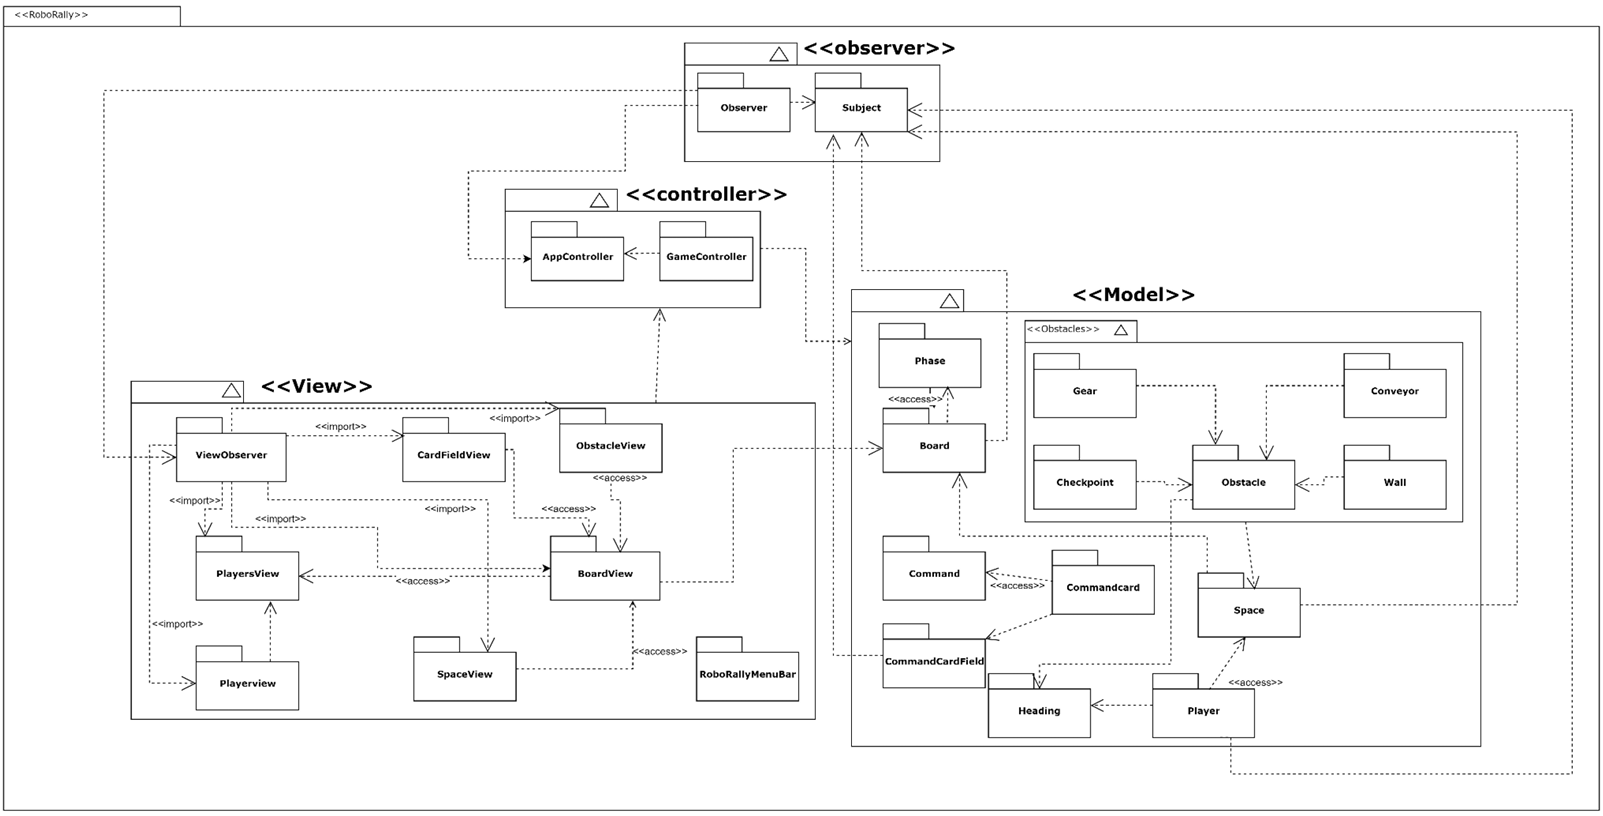 <<RoboRally>>
<<observer>>
Observer
Subject
<<controller>>
AppController
GameController
<<Model>>
<<Obstacles>>
Phase
<<access>>
Gear
Conveyor
<<View>>
<<import>>
<<import>>
ViewObserver
CardFieldView
ObstacleView
Board
Checkpoint
Obstacle
Wall
<<access>>
<<import>>
<<import>>
<<access>>
<<import>>
PlayersView
<<access>>
BoardView
Command
<<access>>
Commandcard
Space
<<import>>
<<access>>
CommandCardField
Playerview
SpaceView
RoboRallyMenuBar
<<access>>
Heading
Player